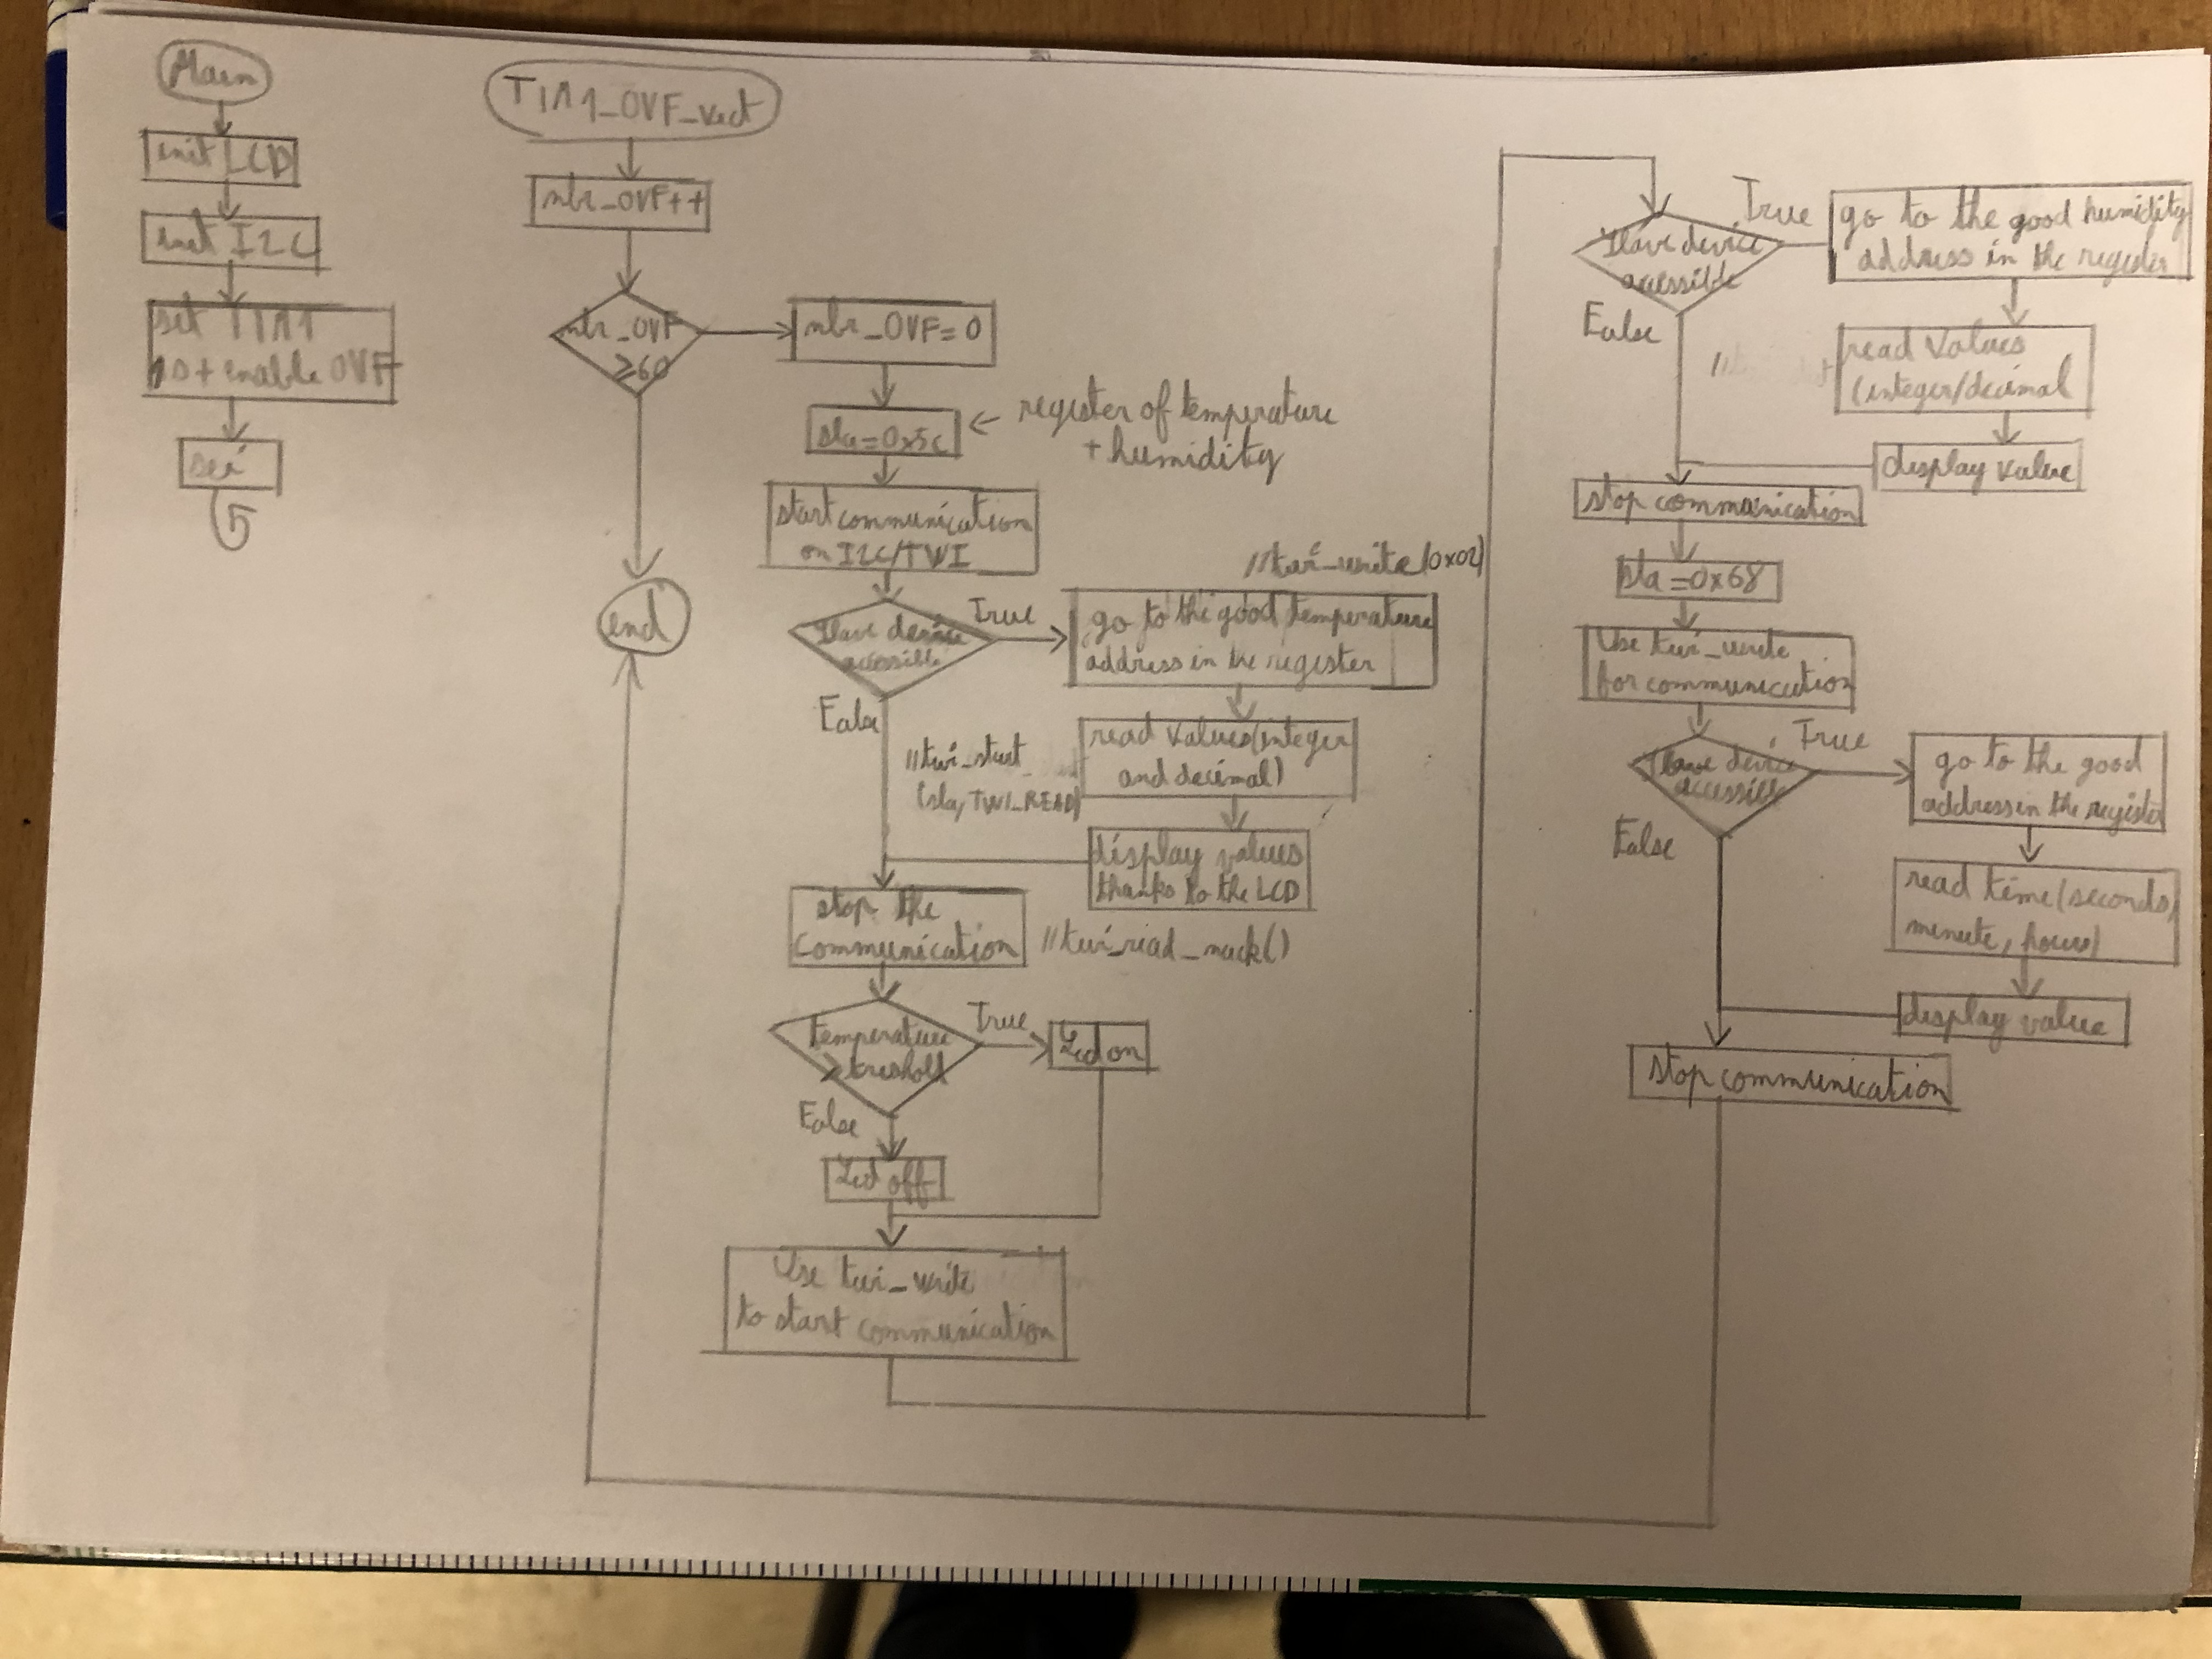 Main
init LCD
init I2C
set TIM1
1s + enable OVF
sei
TIM1_OVF_vect
nbr_OVF++
nbr_OVF
≥60
end
nbr_OVF=0
sla=0x5c
← register of temperature
+ humidity
start communication
on I2C/TWI
Slave device
acessible
True
False
//twi_write(0x02)
go to the good temperature
address in the register
read values(integer
and decimal)
//twi_start
(sla, TWI_READ)
display values
thanks to the LCD
stop the
communication
//twi_read_nack()
temperature
> treshold
True
Led on
False
Led off
Use twi_write
to start communication
Slave device
acessible
True
False
go to the good humidity
address in the register
read values
(integer/decimal
display value
stop communication
sla=0x68
Use twi_write
for communication
Slave device
accessible
True
False
go to the good
address in the register
read time(seconds,
minute, hours)
display value
stop communication